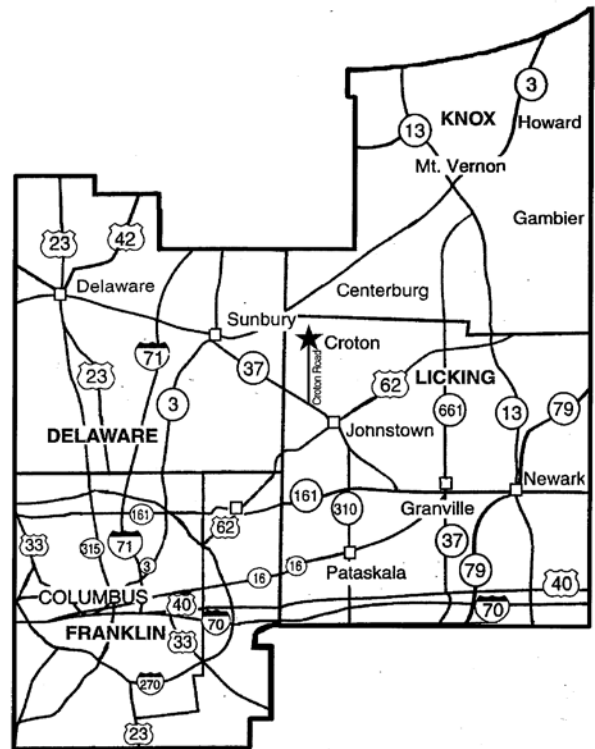 3
KNOX
Howard
13
Mt. Vernon
Gambier
23
42
Delaware
Centerburg
Sunbury
Croton
71
37
Croton Road
23
62
LICKING
3
661
13
79
DELAWARE
Johnstown
Newark
161
161
62
310
Granville
33
315
71
3
37
16
16
Pataskala
79
40
COLUMBUS
40
70
70
FRANKLIN
33
270
23